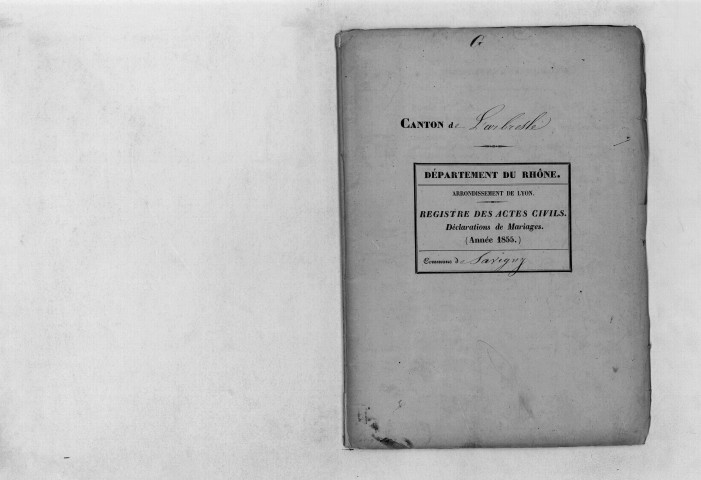 G
CANTON de L'arbresle
DÉPARTEMENT DU RHÔNE.
ARRONDISSEMENT DE LYON.
REGISTRE DES ACTES CIVILS.
Déclarations de Mariages.
(Année 1855.)
Commune de Savigny